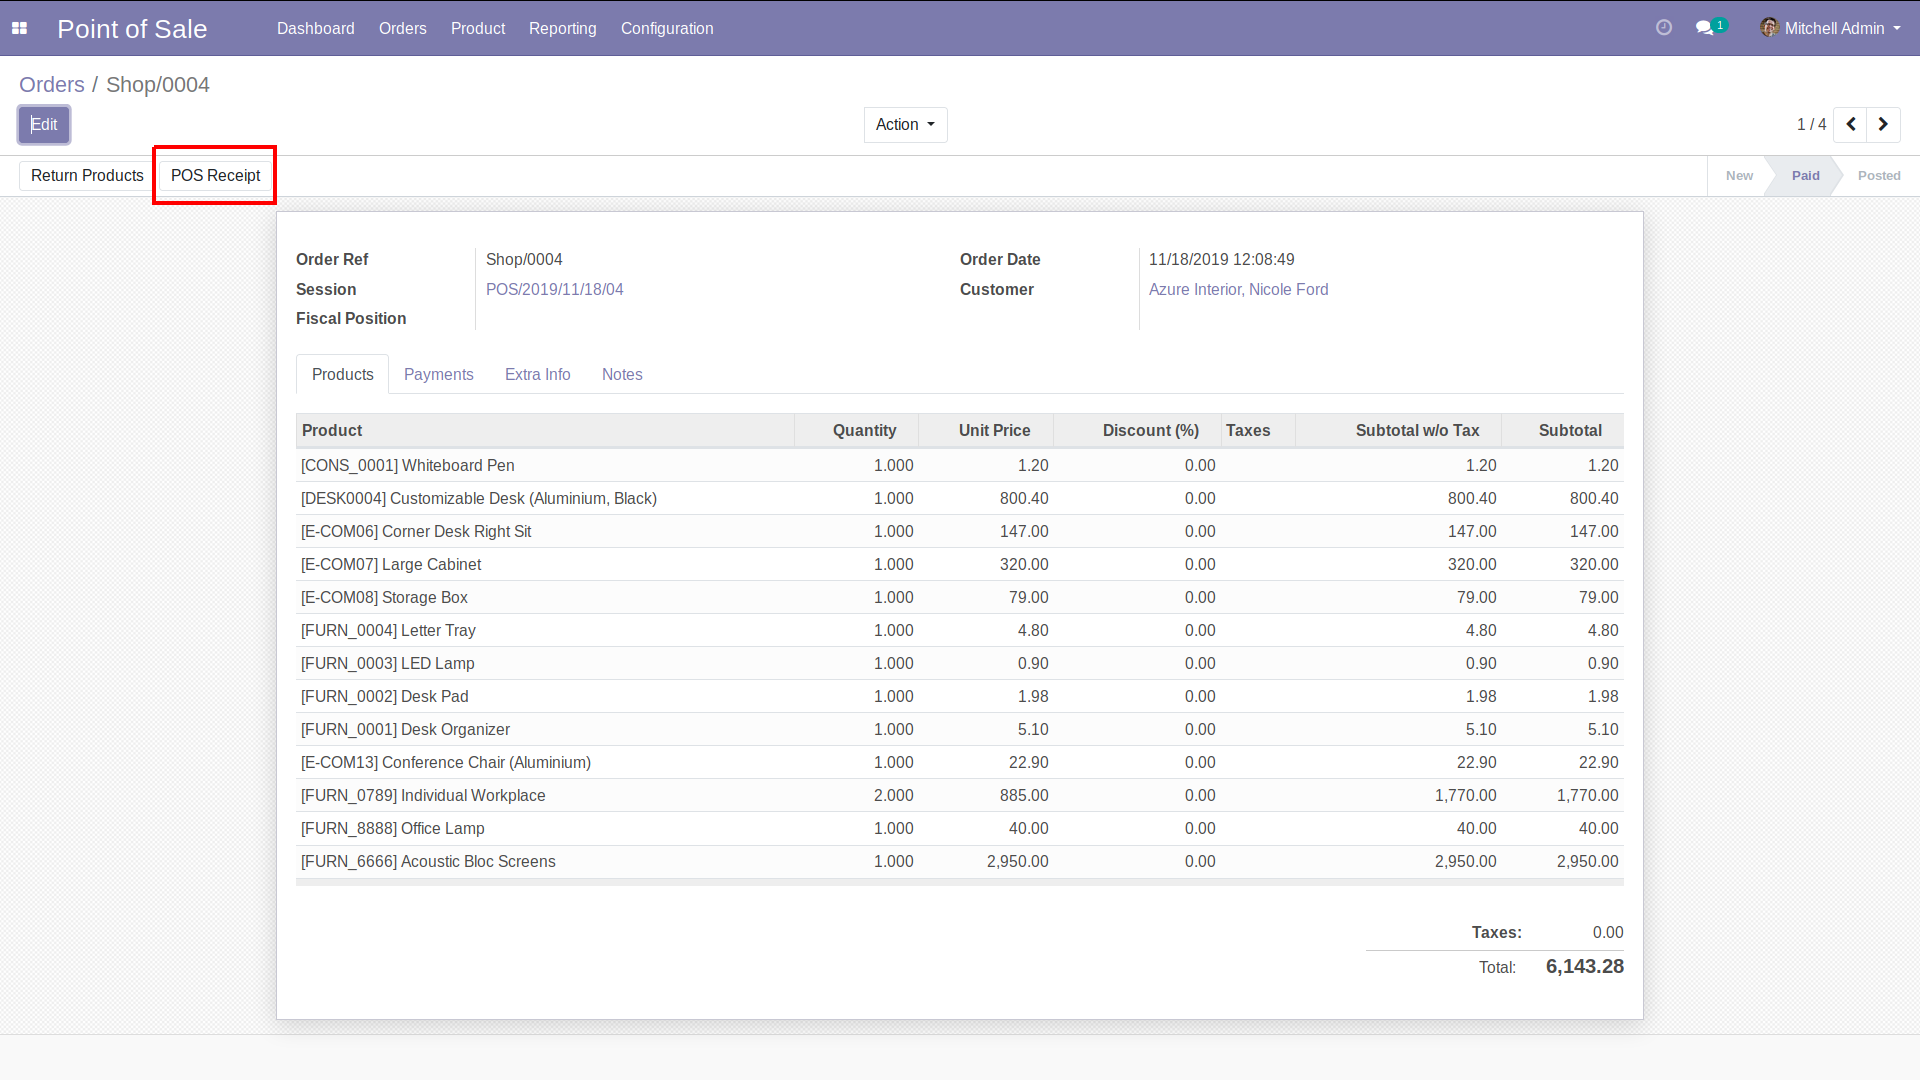 Point of Sale Dashboard Orders Product Reporting Configuration 1 Mitchell Admin
Orders / Shop/0004
Edit Action 1 / 4
Return Products POS Receipt New Paid Posted
Order Ref Shop/0004 Order Date 11/18/2019 12:08:49
Session POS/2019/11/18/04 Customer Azure Interior, Nicole Ford
Fiscal Position
Products Payments Extra Info Notes
Product Quantity Unit Price Discount (%) Taxes Subtotal w/o Tax Subtotal
[CONS_0001] Whiteboard Pen 1.000 1.20 0.00 1.20 1.20
[DESK0004] Customizable Desk (Aluminium, Black) 1.000 800.40 0.00 800.40 800.40
[E-COM06] Corner Desk Right Sit 1.000 147.00 0.00 147.00 147.00
[E-COM07] Large Cabinet 1.000 320.00 0.00 320.00 320.00
[E-COM08] Storage Box 1.000 79.00 0.00 79.00 79.00
[FURN_0004] Letter Tray 1.000 4.80 0.00 4.80 4.80
[FURN_0003] LED Lamp 1.000 0.90 0.00 0.90 0.90
[FURN_0002] Desk Pad 1.000 1.98 0.00 1.98 1.98
[FURN_0001] Desk Organizer 1.000 5.10 0.00 5.10 5.10
[E-COM13] Conference Chair (Aluminium) 1.000 22.90 0.00 22.90 22.90
[FURN_0789] Individual Workplace 2.000 885.00 0.00 1,770.00 1,770.00
[FURN_8888] Office Lamp 1.000 40.00 0.00 40.00 40.00
[FURN_6666] Acoustic Bloc Screens 1.000 2,950.00 0.00 2,950.00 2,950.00
Taxes: 0.00
Total: 6,143.28